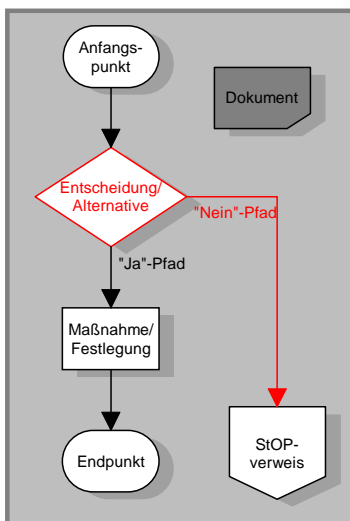 Anfangs-
punkt
Dokument
Entscheidung/
Alternative
"Nein"-Pfad
"Ja"-Pfad
Maßnahme/
Festlegung
StOP-
verweis
Endpunkt